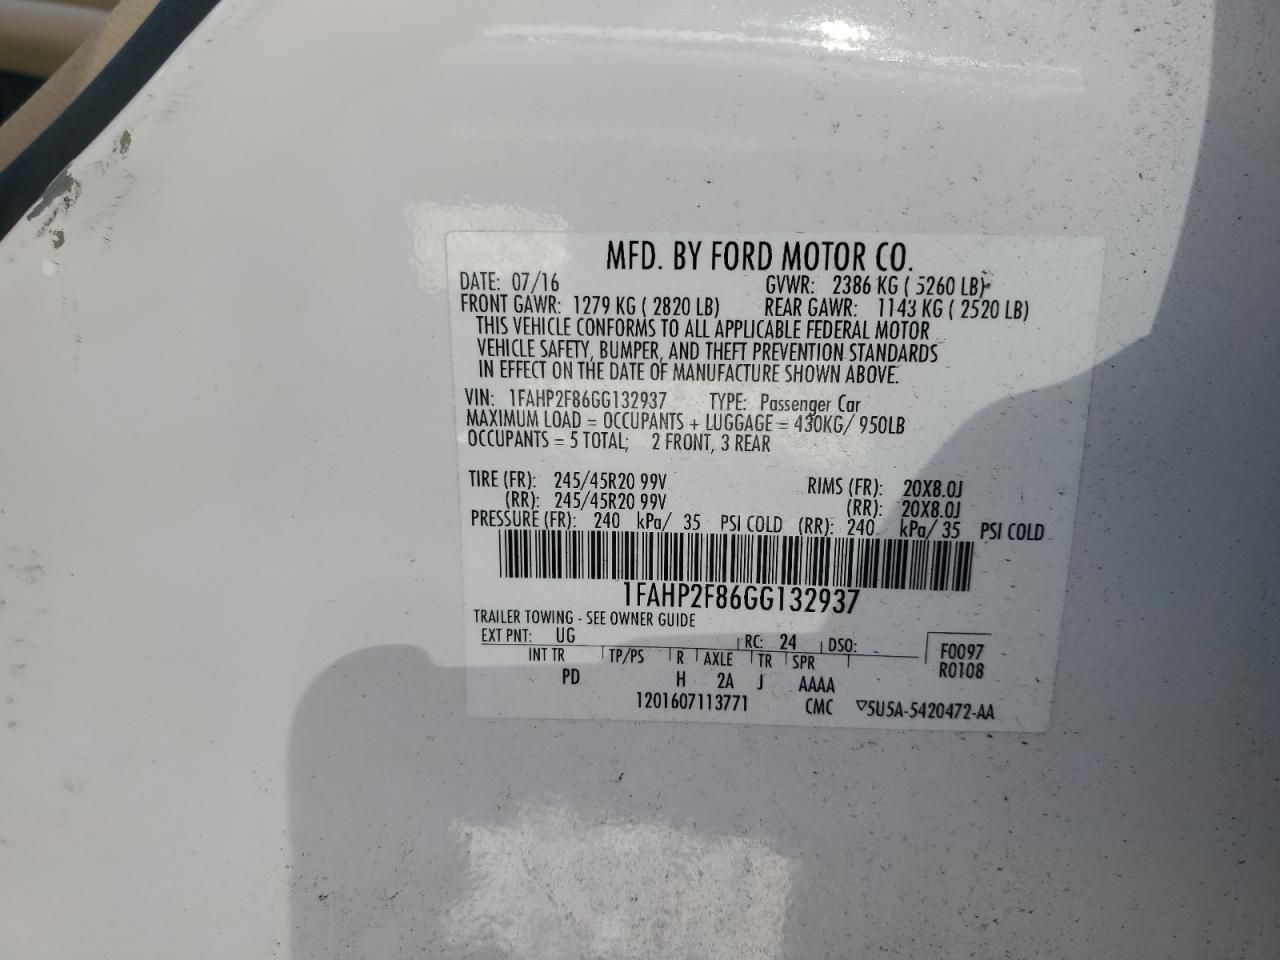 MFD. BY FORD MOTOR CO.
DATE: 07/16 GVWR: 2386 KG ( 5260 LB)
FRONT GAWR: 1279 KG ( 2820 LB) REAR GAWR: 1143 KG ( 2520 LB)
THIS VEHICLE CONFORMS TO ALL APPLICABLE FEDERAL MOTOR
VEHICLE SAFETY, BUMPER, AND THEFT PREVENTION STANDARDS
IN EFFECT ON THE DATE OF MANUFACTURE SHOWN ABOVE.
VIN: 1FAHP2F86GG132937 TYPE: Passenger Car
MAXIMUM LOAD = OCCUPANTS + LUGGAGE = 430KG/ 950LB
OCCUPANTS = 5 TOTAL; 2 FRONT, 3 REAR
TIRE (FR): 245/45R20 99V RIMS (FR): 20X8.0J
(RR): 245/45R20 99V (RR): 20X8.0J
PRESSURE (FR): 240 kPa/ 35 PSI COLD (RR): 240 kPa/ 35 PSI COLD
1FAHP2F86GG132937
TRAILER TOWING - SEE OWNER GUIDE
EXT PNT: UG RC: 24 DSO: F0097
INT TR TP/PS R AXLE TR SPR R0108
PD H 2A J AAAA
1201607113771 CMC ▽5U5A-5420472-AA